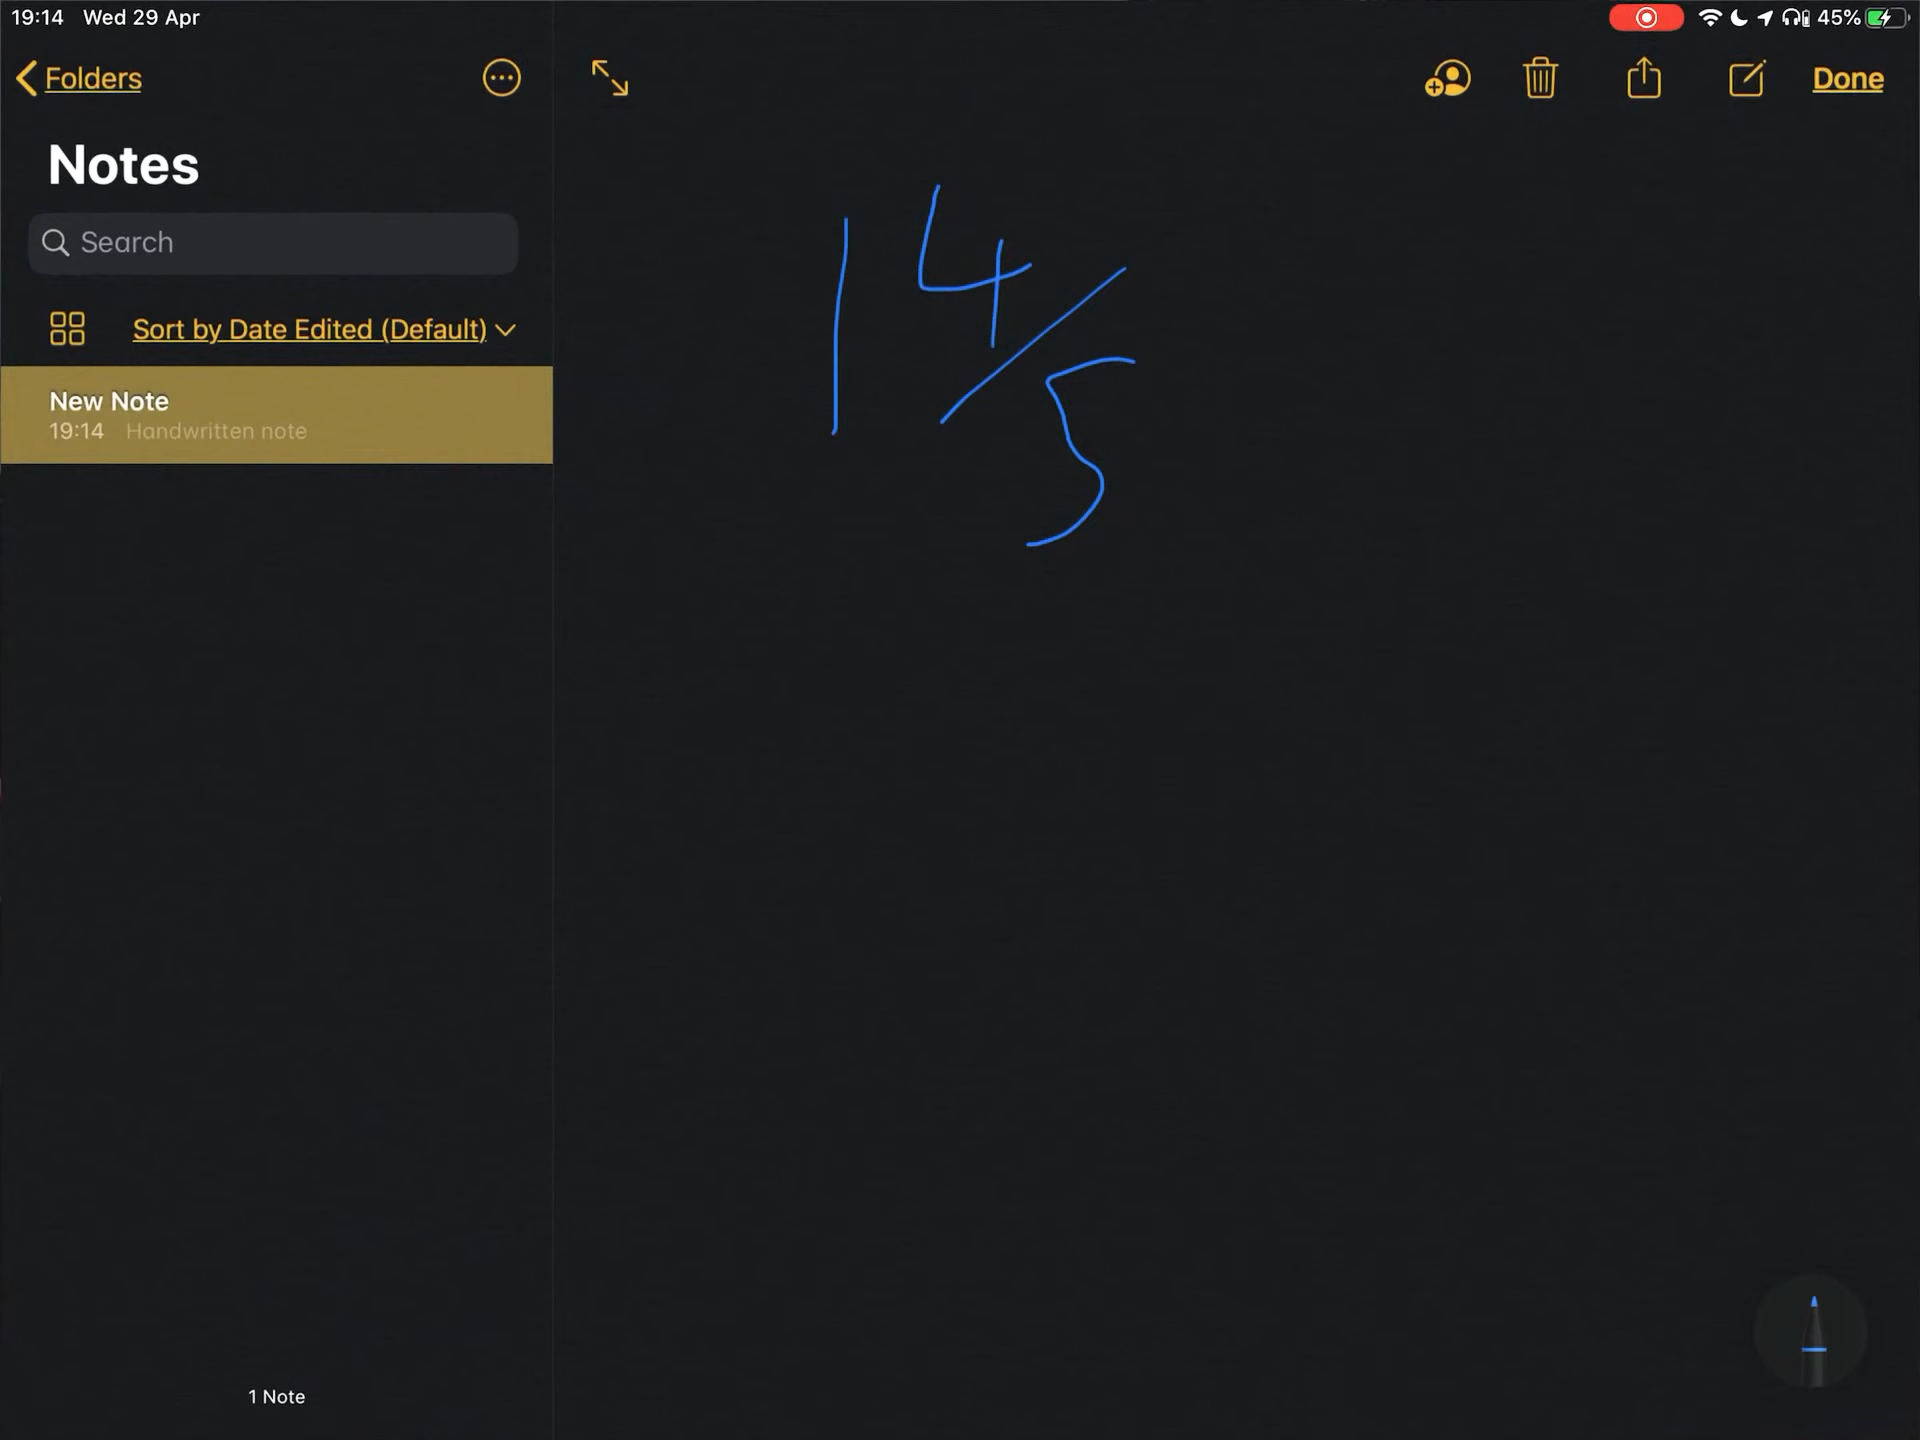 19:14 Wed 29 Apr 45%
Folders
Done
Notes
Search
Sort by Date Edited (Default)
New Note
19:14 Handwritten note
1 4/5
1 Note